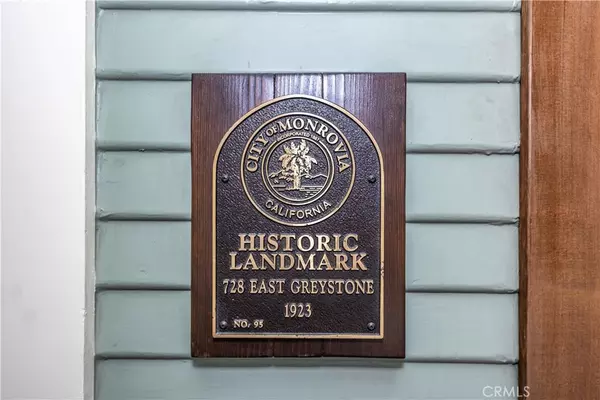 CITY OF MONROVIA
INCORPORATED 1887
CALIFORNIA
HISTORIC
LANDMARK
728 EAST GREYSTONE
1923
NO. 95
CRMLS